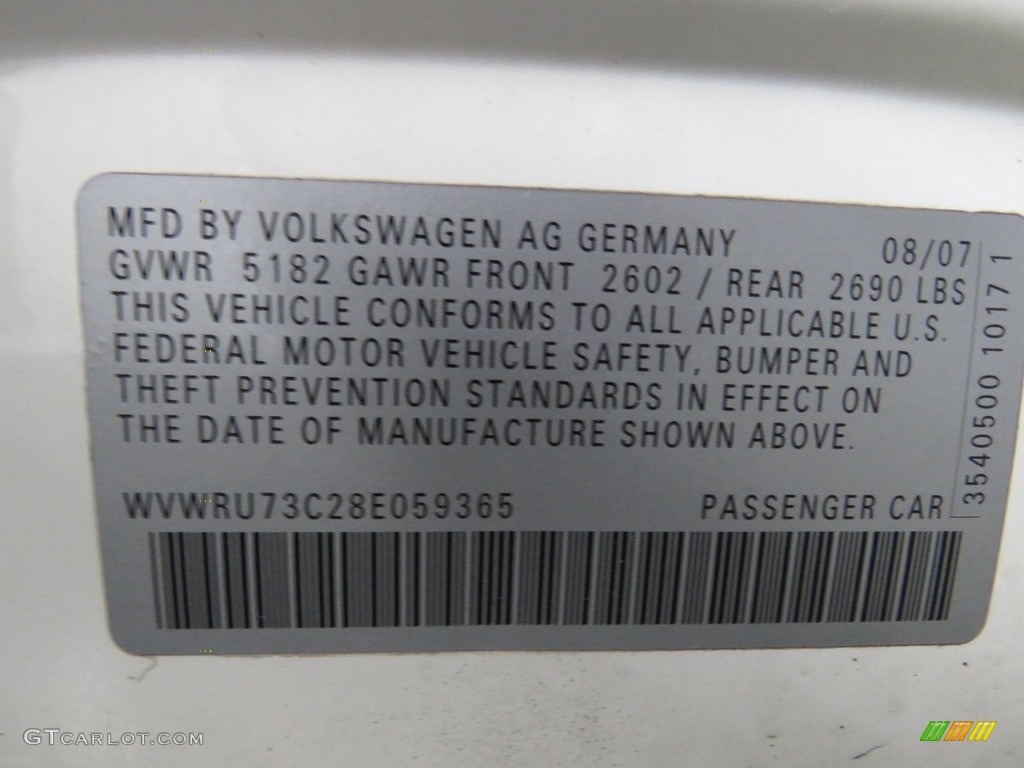 MFD BY VOLKSWAGEN AG GERMANY 08/07
GVWR 5182 GAWR FRONT 2602 / REAR 2690 LBS
THIS VEHICLE CONFORMS TO ALL APPLICABLE U.S.
FEDERAL MOTOR VEHICLE SAFETY, BUMPER AND
THEFT PREVENTION STANDARDS IN EFFECT ON
THE DATE OF MANUFACTURE SHOWN ABOVE.
WVWRU73C28E059365 PASSENGER CAR
3540500 1017 1
GTCARLOT.COM